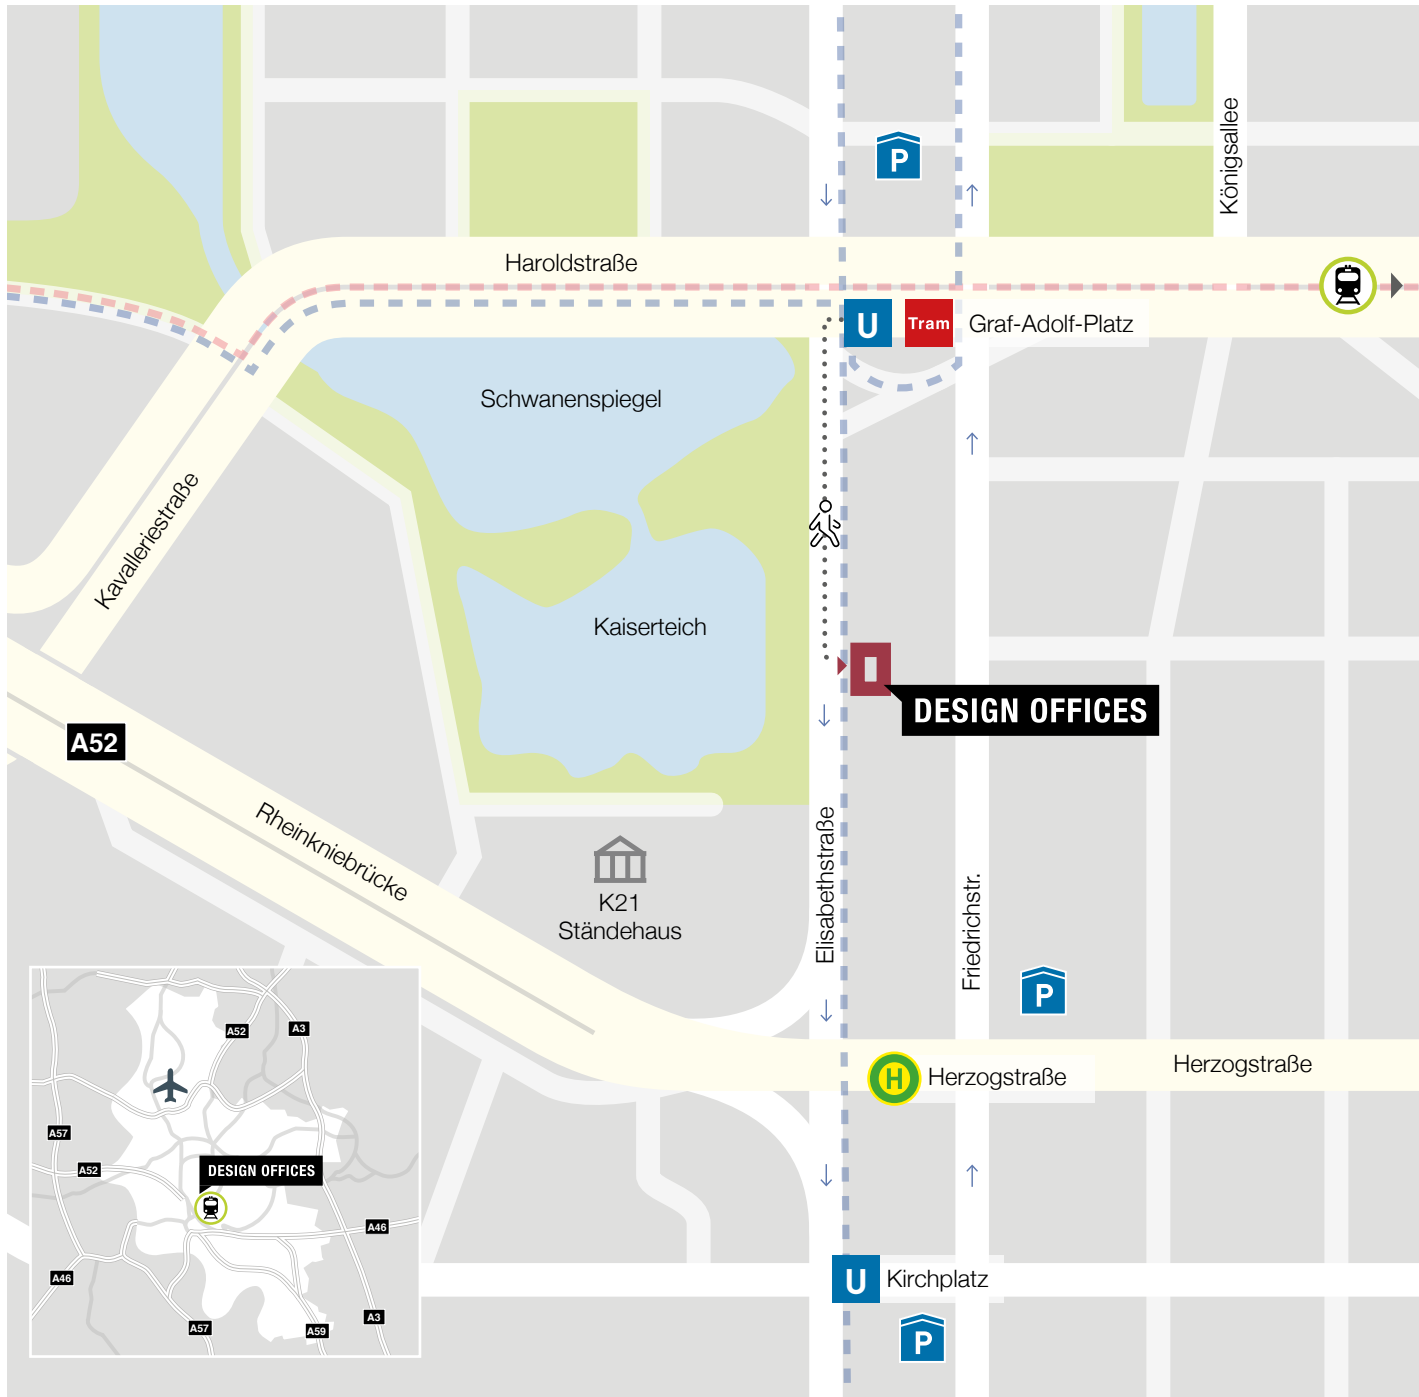 Königsallee
P
Haroldstraße
U
Tram
Graf-Adolf-Platz
Schwanenspiegel
Kavalleriestraße
Kaiserteich
DESIGN OFFICES
A52
Rheinkniebrücke
Elisabethstraße
K21
Ständehaus
Friedrichstr.
P
H
Herzogstraße
Herzogstraße
U
Kirchplatz
P
A52
A3
A57
A52
DESIGN OFFICES
A46
A46
A57
A59
A3